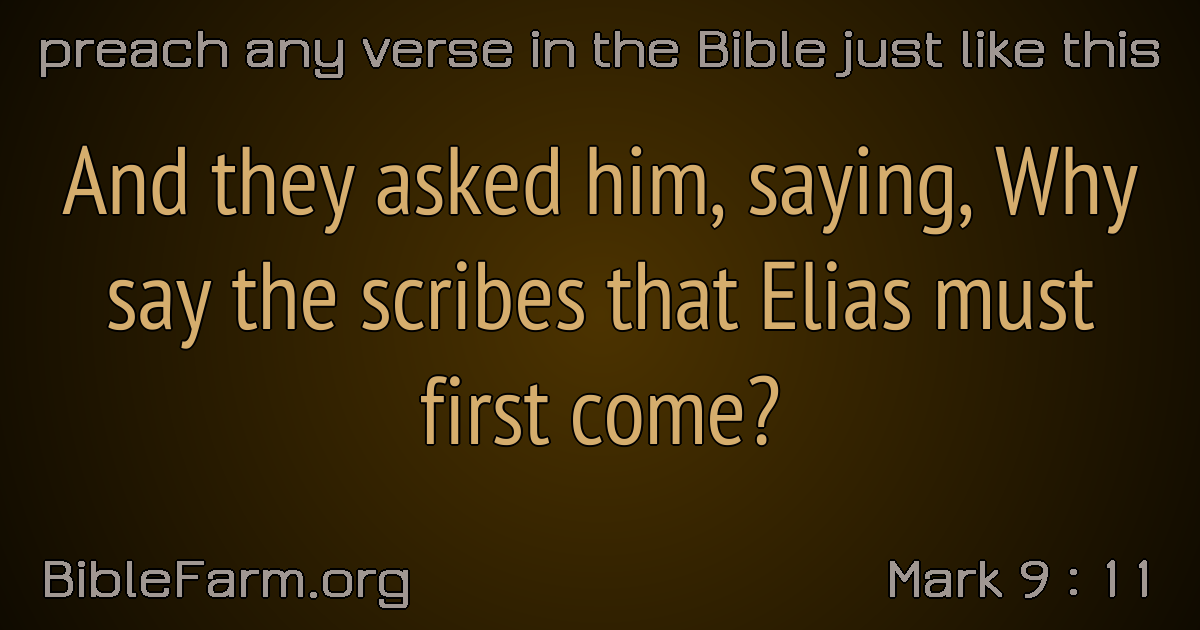 preach any verse in the Bible just like this
And they asked him, saying, Why
say the scribes that Elias must
first come?
BibleFarm.org
Mark 9 : 11